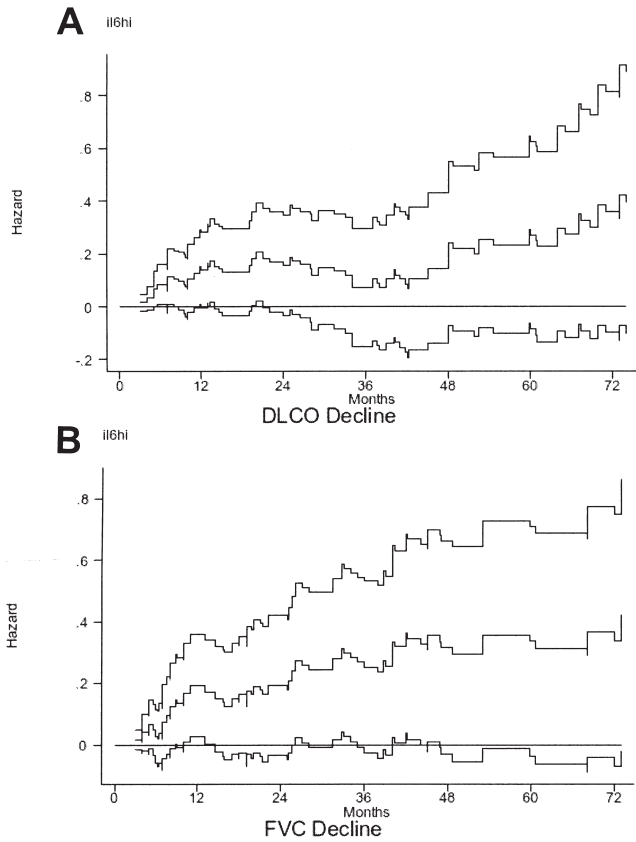 A
il6hi
Hazard
.8
.6
.4
.2
0
-.2
0 12 24 36 48 60 72
Months
DLCO Decline
B
il6hi
Hazard
.8
.6
.4
.2
0
0 12 24 36 48 60 72
Months
FVC Decline